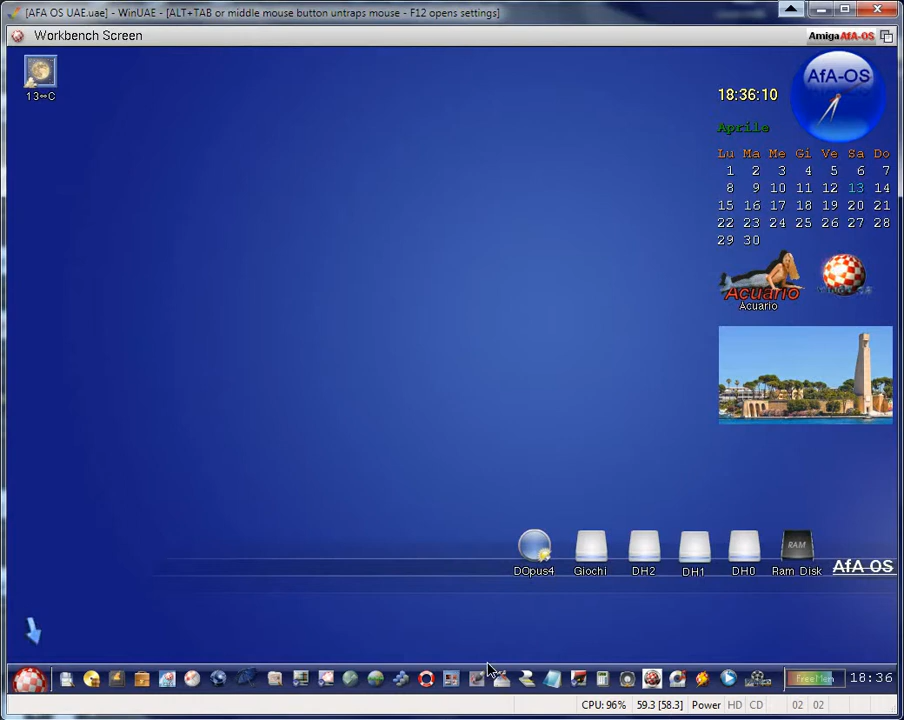 [AFA OS UAE.uae] - WinUAE - [ALT+TAB or middle mouse button untraps mouse - F12 opens settings]
Workbench Screen
Amiga AfA-OS
AfA-OS
18:36:10
13↔C
Aprile
Lu Ma Me Gi Ve Sa Do
1 2 3 4 5 6 7
8 9 10 11 12 13 14
15 16 17 18 19 20 21
22 23 24 25 26 27 28
29 30
Acuario
Acuario
RAM
DOpus4 Giochi DH2 DH1 DH0 Ram Disk
AfA-OS
FreeMem 18:36
CPU: 96% 59.3 [58.3] Power HD CD 02 02